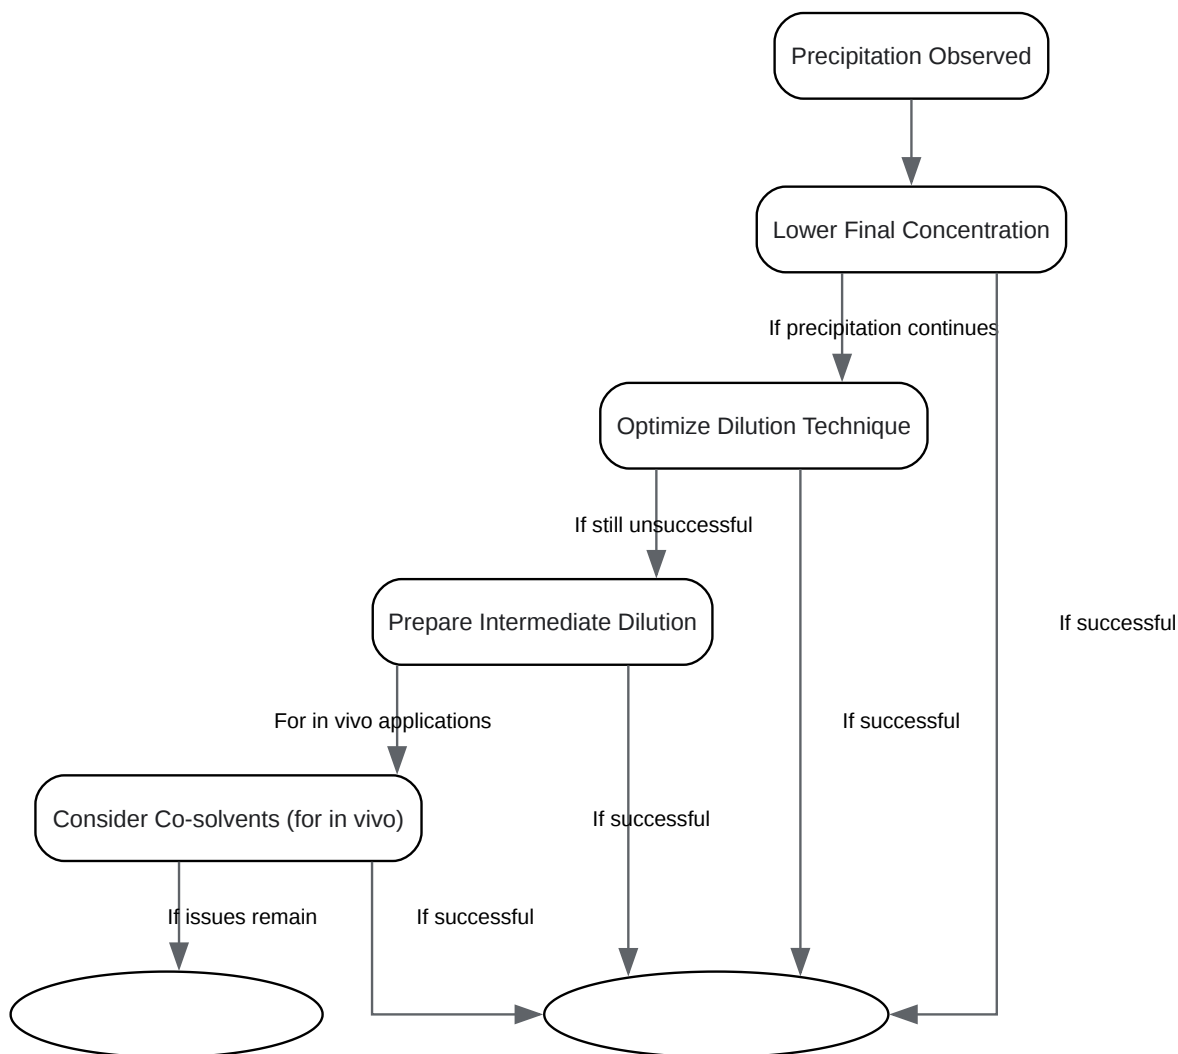 Precipitation Observed
Lower Final Concentration
If precipitation continues
Optimize Dilution Technique
If still unsuccessful
Prepare Intermediate Dilution
If successful
For in vivo applications
If successful
Consider Co-solvents (for in vivo)
If successful
If issues remain
If successful